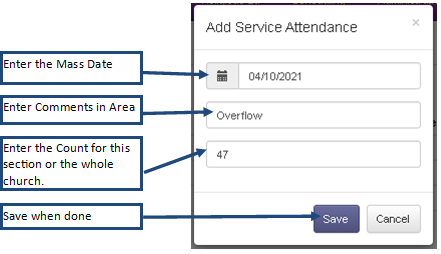 Add Service Attendance ×
Enter the Mass Date
04/10/2021
Enter Comments in Area
Overflow
Enter the Count for this
section or the whole
church.
47
Save when done
Save Cancel